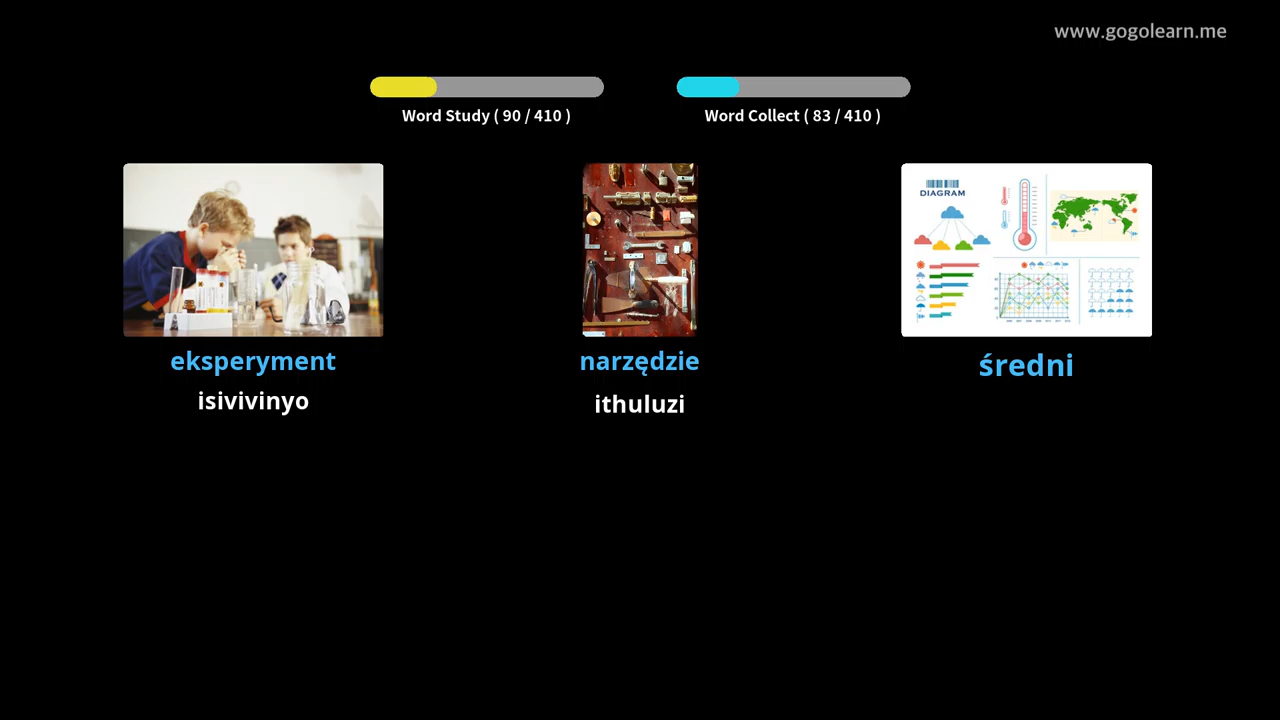 www.gogolearn.me
Word Study ( 90 / 410 )
Word Collect ( 83 / 410 )
DIAGRAM
eksperyment
narzędzie
średni
isivivinyo
ithuluzi